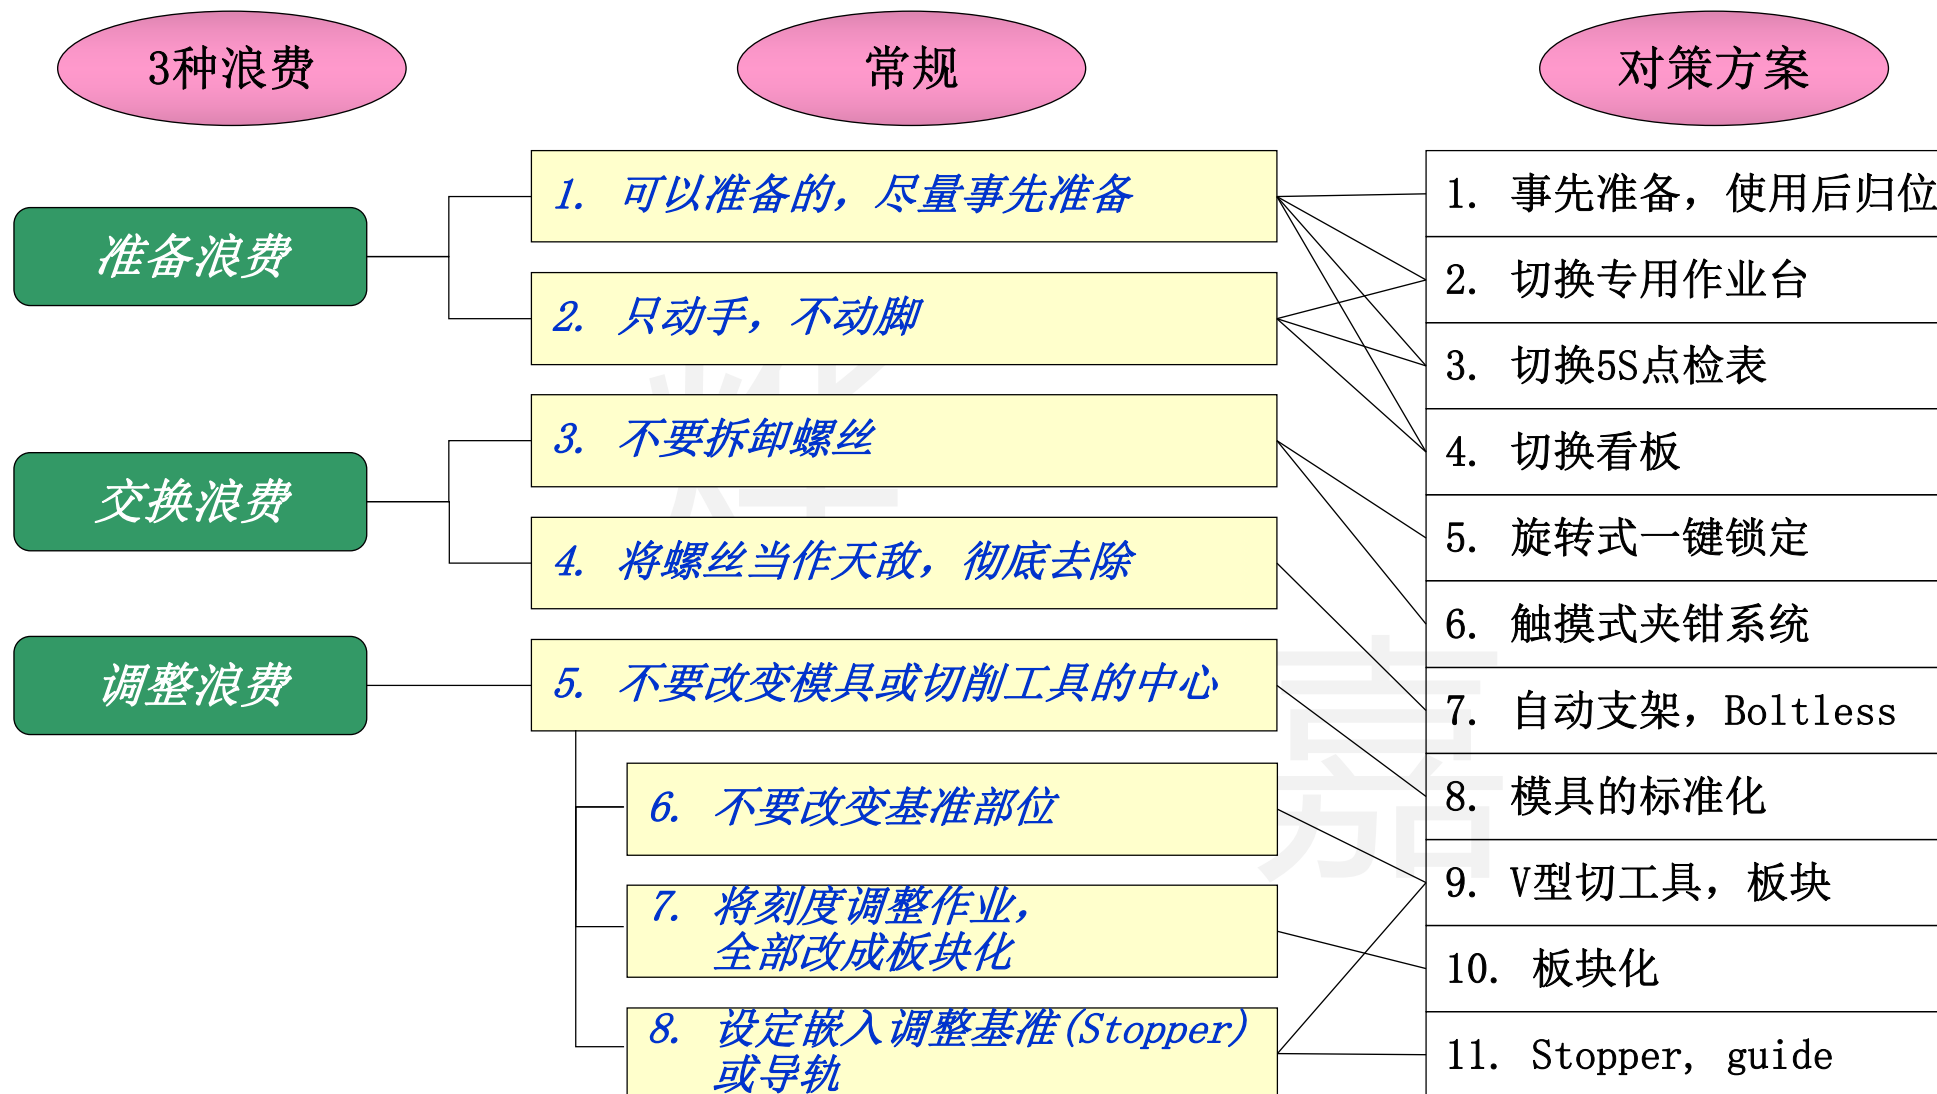 3种浪费
常规
对策方案
准备浪费
交换浪费
调整浪费
1. 可以准备的，尽量事先准备
2. 只动手，不动脚
3. 不要拆卸螺丝
4. 将螺丝当作天敌，彻底去除
5. 不要改变模具或切削工具的中心
6. 不要改变基准部位
7. 将刻度调整作业，
全部改成板块化
8. 设定嵌入调整基准(Stopper)
或导轨
1. 事先准备，使用后归位
2. 切换专用作业台
3. 切换5S点检表
4. 切换看板
5. 旋转式一键锁定
6. 触摸式夹钳系统
7. 自动支架，Boltless
8. 模具的标准化
9. V型切工具，板块
10. 板块化
11. Stopper, guide
嘉